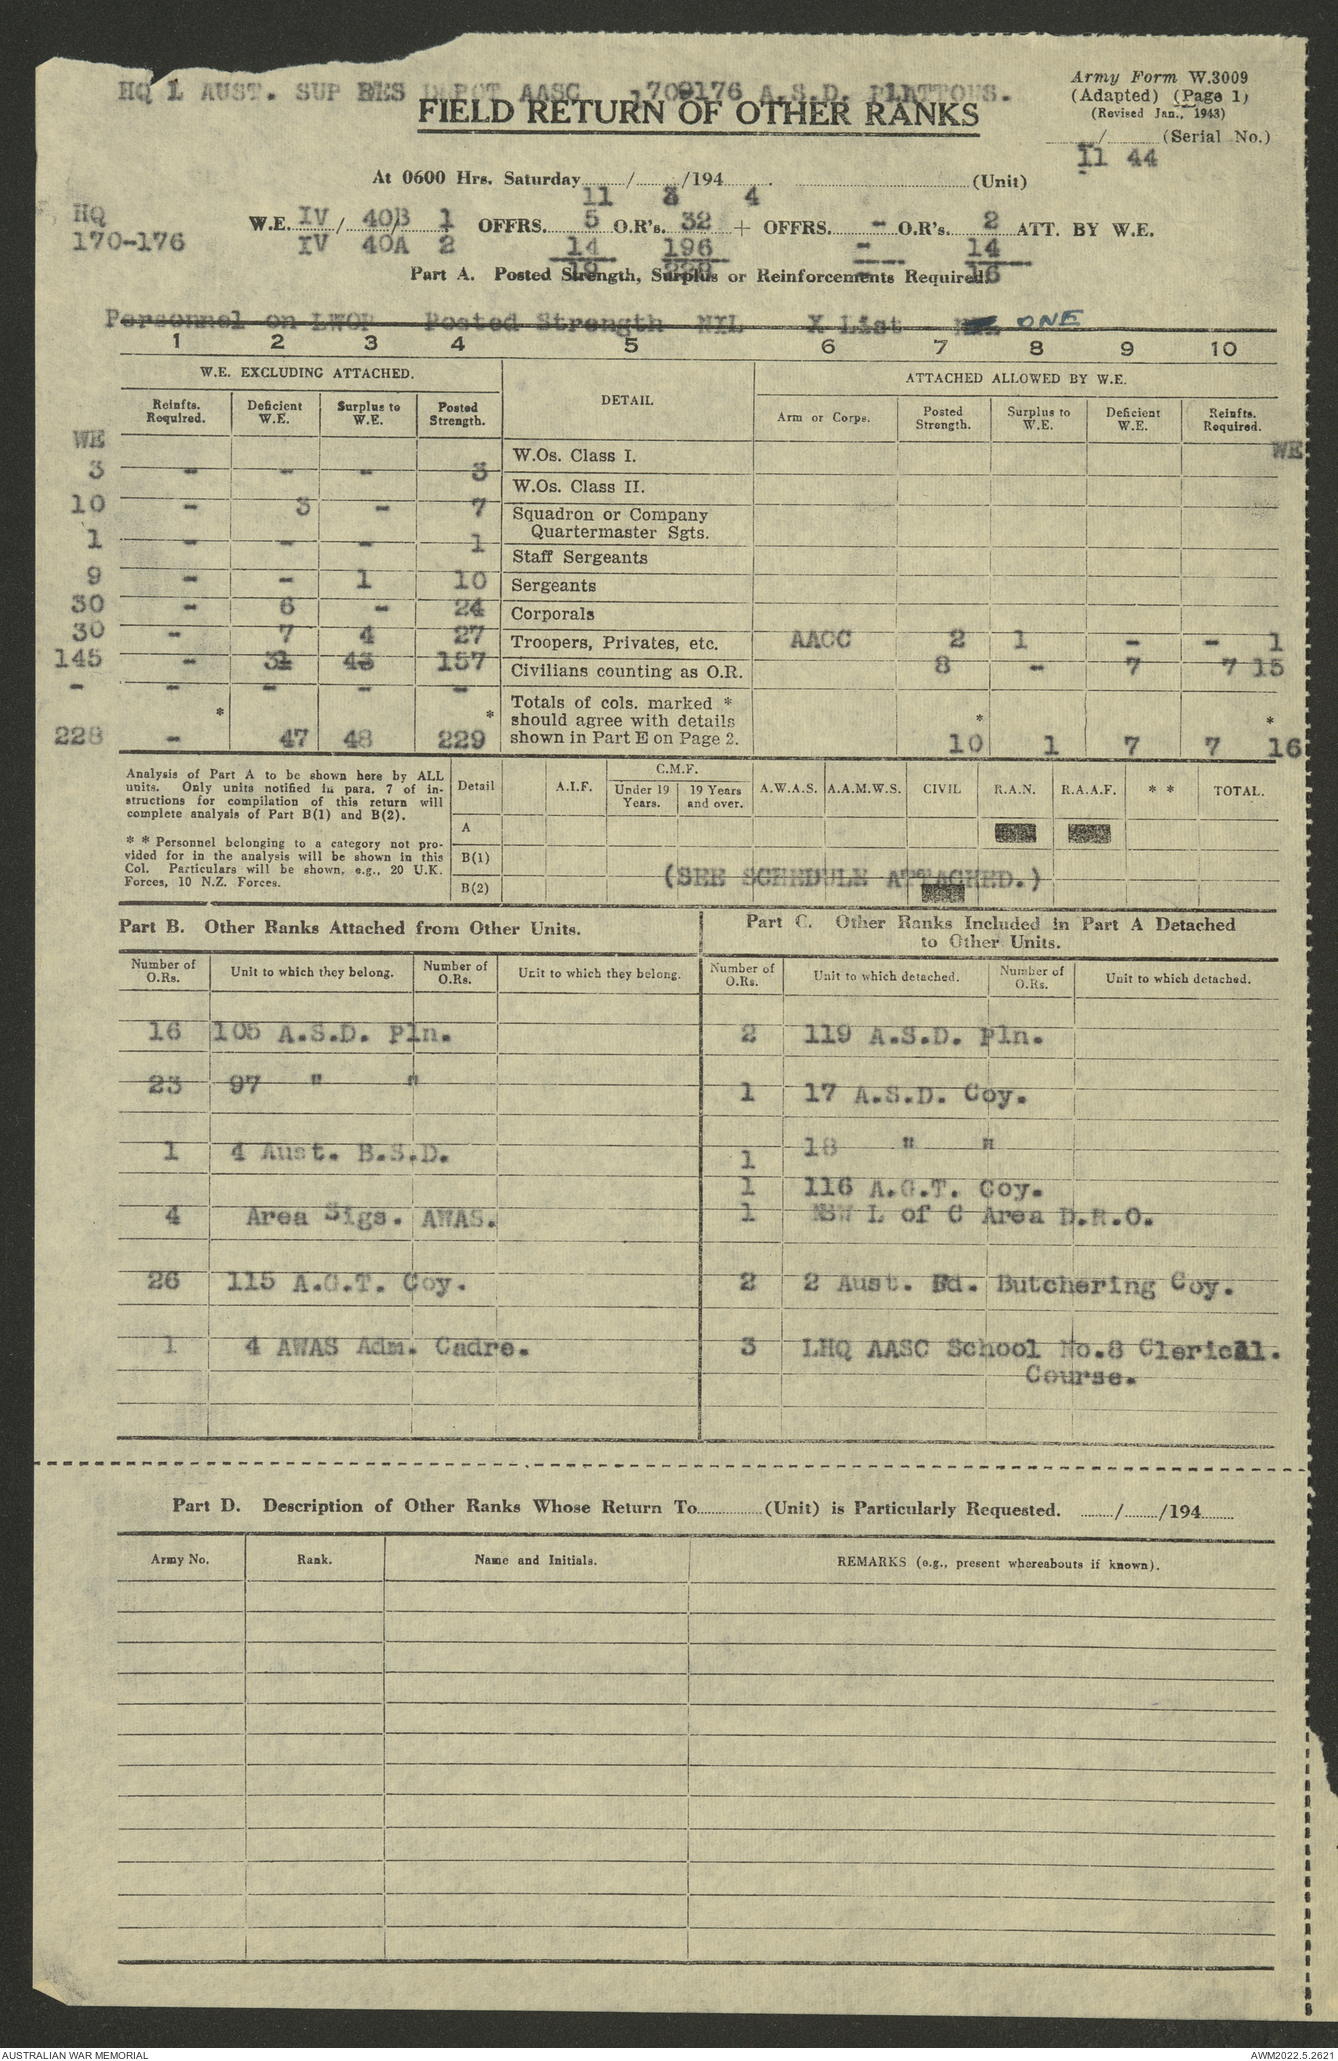 HQ 1 AUST. SUP RES DEPOT AASC 170-176 A.S.D. PLATTONS.
Army Form W.3009
(Adapted) (Page 1)
(Revised Jan., 1943)
FIELD RETURN OF OTHER RANKS
....../...... (Serial No.)
11 44
At 0600 Hrs. Saturday....../....../194...... (Unit)
11 3 4
HQ W.E. IV / 40B / 1 OFFRS. 5 O.R's. 32 + OFFRS. - O.R's. 2 ATT. BY W.E.
170-176 IV 40A 2 14 196 - 14
19 228 - 16
Part A. Posted Strength, Surplus or Reinforcements Required.
Personnel on LWOP Posted Strength NIL X List ONE
1 2 3 4 5 6 7 8 9 10
W.E. EXCLUDING ATTACHED. DETAIL ATTACHED ALLOWED BY W.E.
Reinfts. Required. Deficient W.E. Surplus to W.E. Posted Strength. Arm or Corps. Posted Strength. Surplus to W.E. Deficient W.E. Reinfts. Required.
WE WE
3 - - - 3 W.Os. Class I.
10 - 3 - 7 W.Os. Class II.
1 - - - 1 Squadron or Company Quartermaster Sgts.
9 - - 1 10 Staff Sergeants
30 - 6 - 24 Sergeants
30 - 7 4 27 Corporals
Troopers, Privates, etc. AACC 2 1 - - 1
145 - 31 43 157 Civilians counting as O.R. 8 - 7 7 15
- - - - -
* * Totals of cols. marked * should agree with details shown in Part E on Page 2. * *
228 - 47 48 229 10 1 7 7 16
Analysis of Part A to be shown here by ALL
units. Only units notified in para. 7 of in-
structions for compilation of this return will
complete analysis of Part B(1) and B(2).
* * Personnel belonging to a category not pro-
vided for in the analysis will be shown in this
Col. Particulars will be shown, e.g., 20 U.K.
Forces, 10 N.Z. Forces.
Detail A.I.F. C.M.F. Under 19 Years. 19 Years and over. A.W.A.S. A.A.M.W.S. CIVIL R.A.N. R.A.A.F. * * TOTAL.
A
B(1)
(SEE SCHEDULE ATTACHED.)
B(2)
Part B. Other Ranks Attached from Other Units.
Part C. Other Ranks Included in Part A Detached
to Other Units.
Number of O.Rs. Unit to which they belong. Number of O.Rs. Unit to which they belong. Number of O.Rs. Unit to which detached. Number of O.Rs. Unit to which detached.
16 105 A.S.D. Pln. 2 119 A.S.D. Pln.
23 97 " " 1 17 A.S.D. Coy.
1 4 Aust. B.S.D. 1 18 " "
1 116 A.G.T. Coy.
4 Area Sigs. AWAS. 1 NSW L of C Area D.R.O.
26 115 A.G.T. Coy. 2 2 Aust. Fd. Butchering Coy.
1 4 AWAS Adm. Cadre. 3 LHQ AASC School No.8 Clerical.
Course.
Part D. Description of Other Ranks Whose Return To............(Unit) is Particularly Requested. ......../......../194........
Army No. Rank. Name and Initials. REMARKS (e.g., present whereabouts if known).
AUSTRALIAN WAR MEMORIAL AWM2022.5.2621